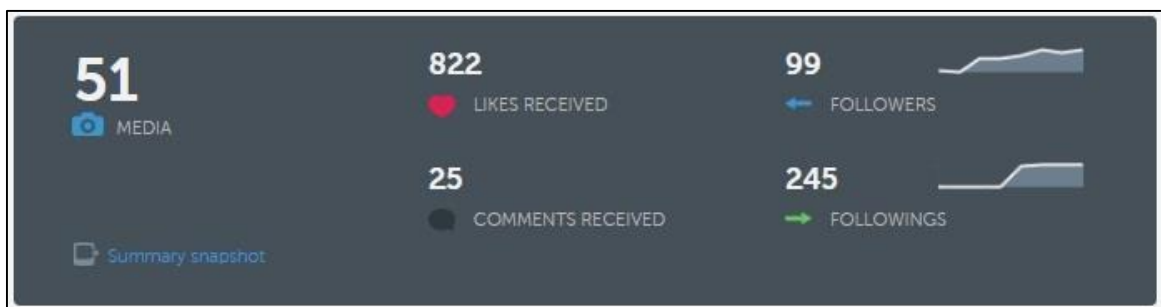 51
MEDIA
Summary snapshot
822
LIKES RECEIVED
25
COMMENTS RECEIVED
99
FOLLOWERS
245
FOLLOWINGS